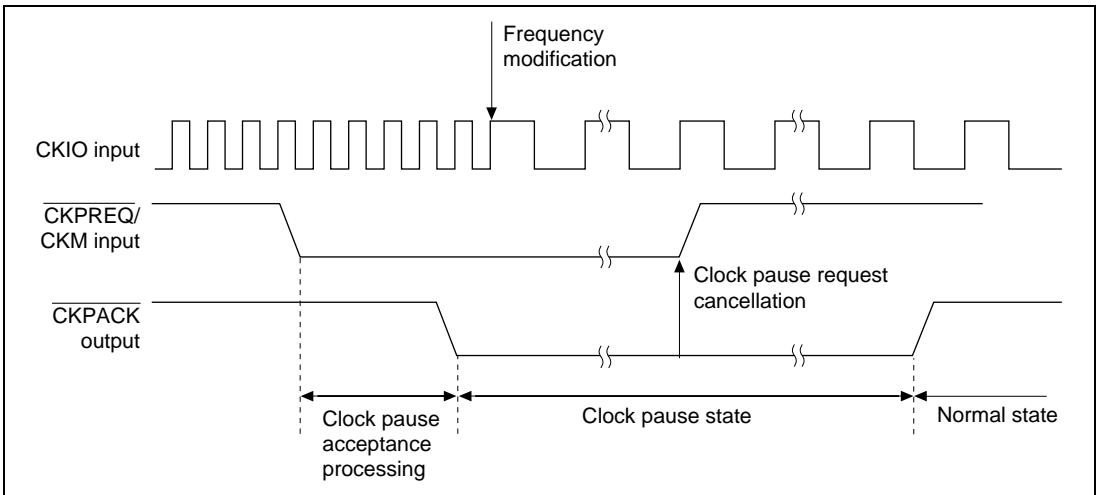 Frequency
modification
CKIO input
CKPREQ/
CKM input
Clock pause request
cancellation
CKPACK
output
Clock pause
acceptance
processing
Clock pause state
Normal state